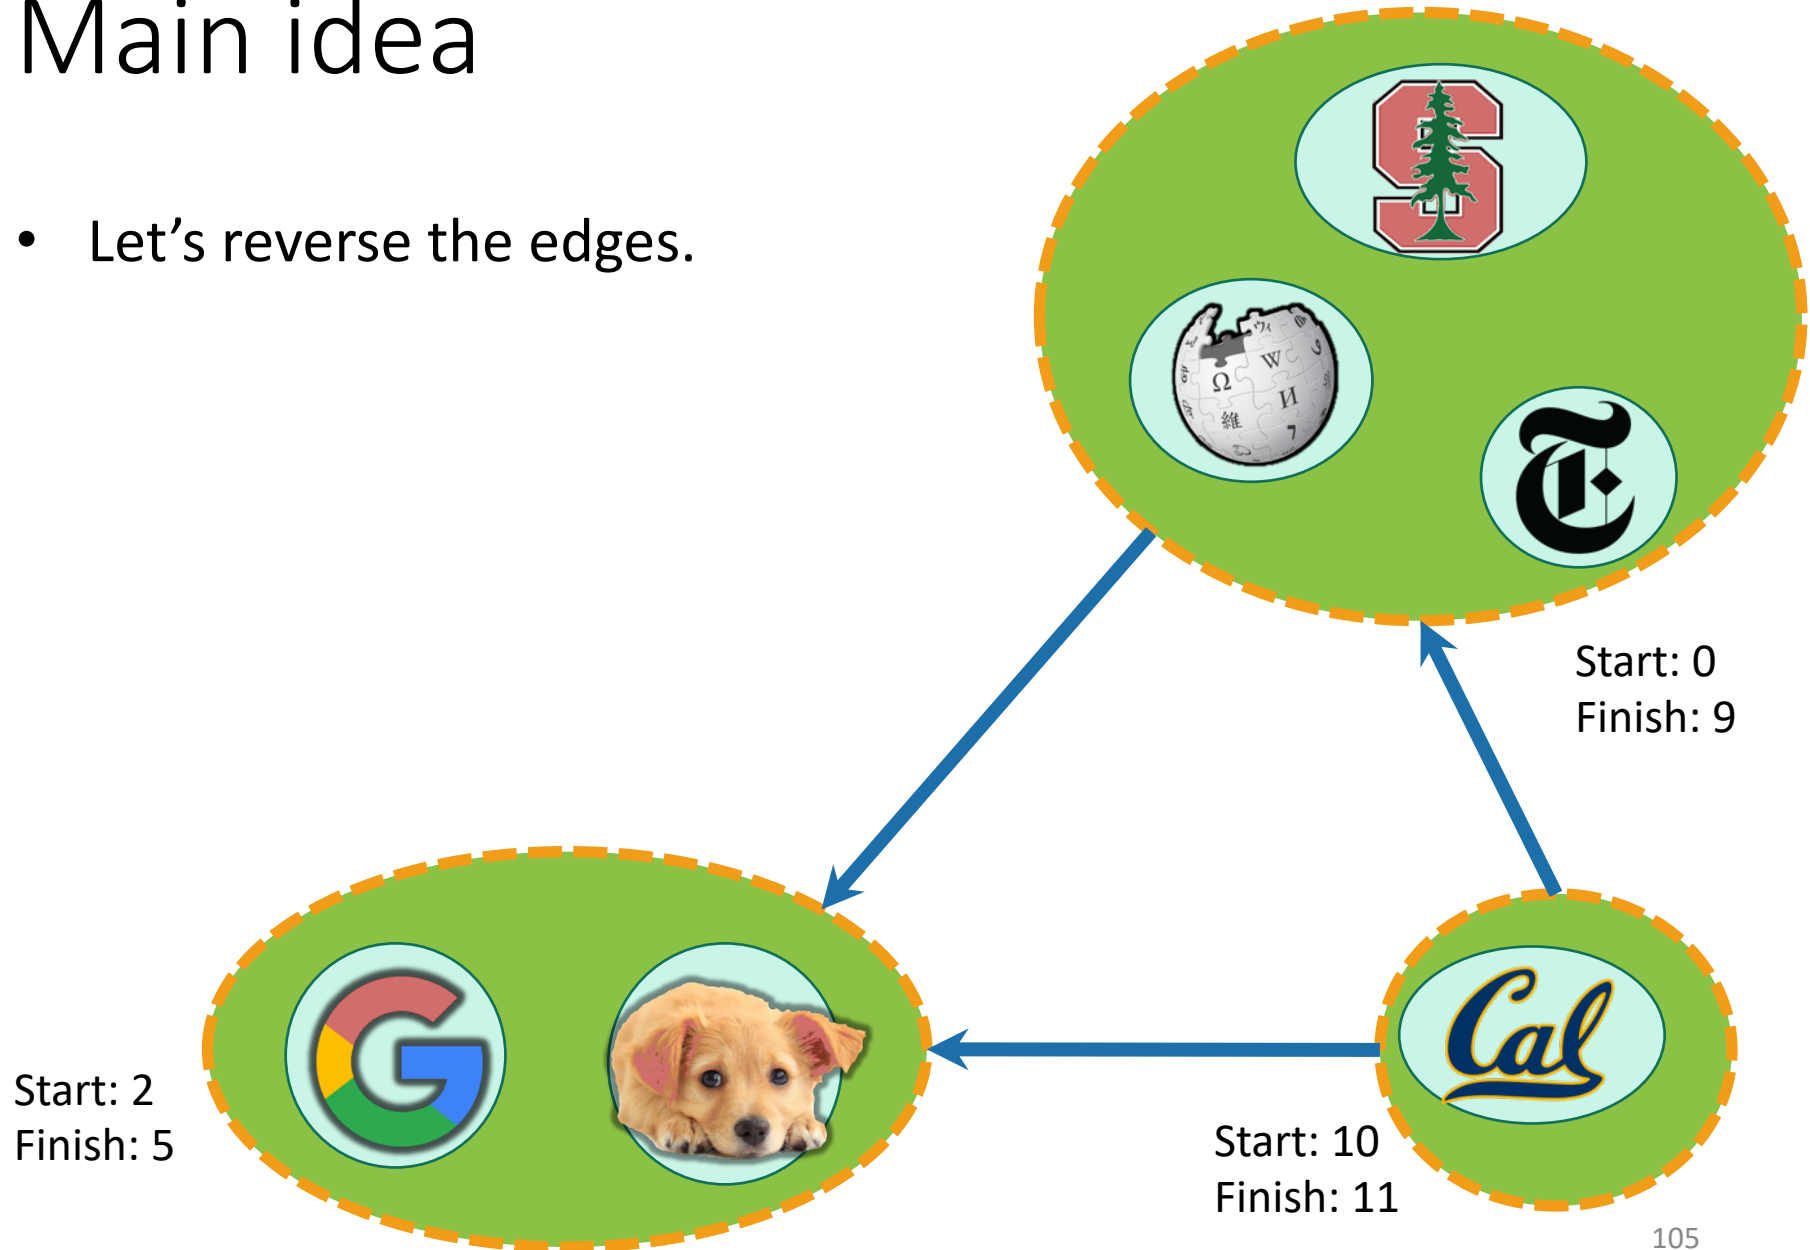 Main idea
• Let’s reverse the edges.
Ω
W
И
維
Cal
Start: 0
Finish: 9
Start: 2
Finish: 5
Start: 10
Finish: 11
105